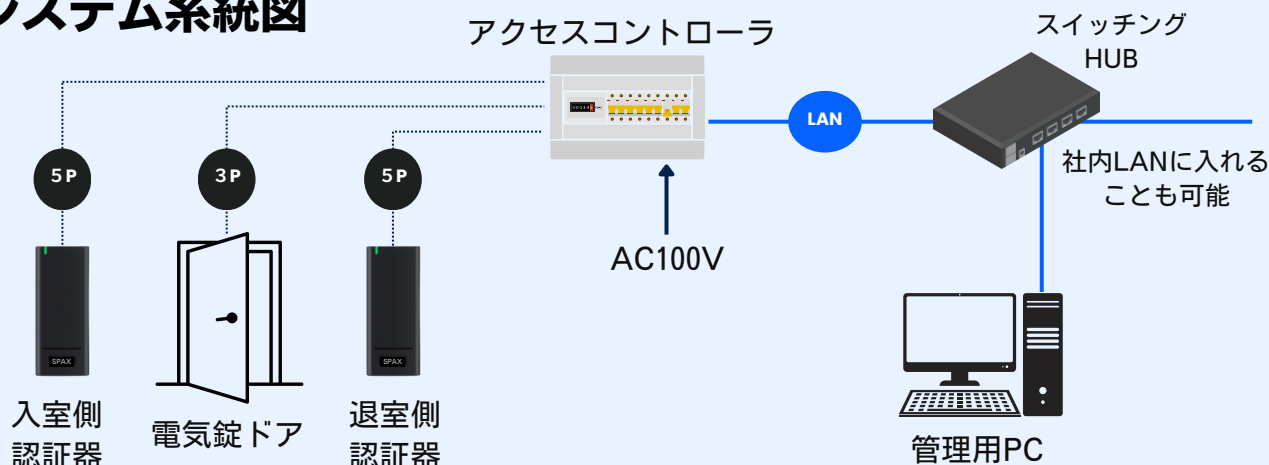 システム系統図
アクセスコントローラ
スイッチング
HUB
LAN
5P
3P
5P
社内LANに入れる
ことも可能
AC100V
SPAX
SPAX
入室側
認証器
電気錠ドア
退室側
認証器
管理用PC